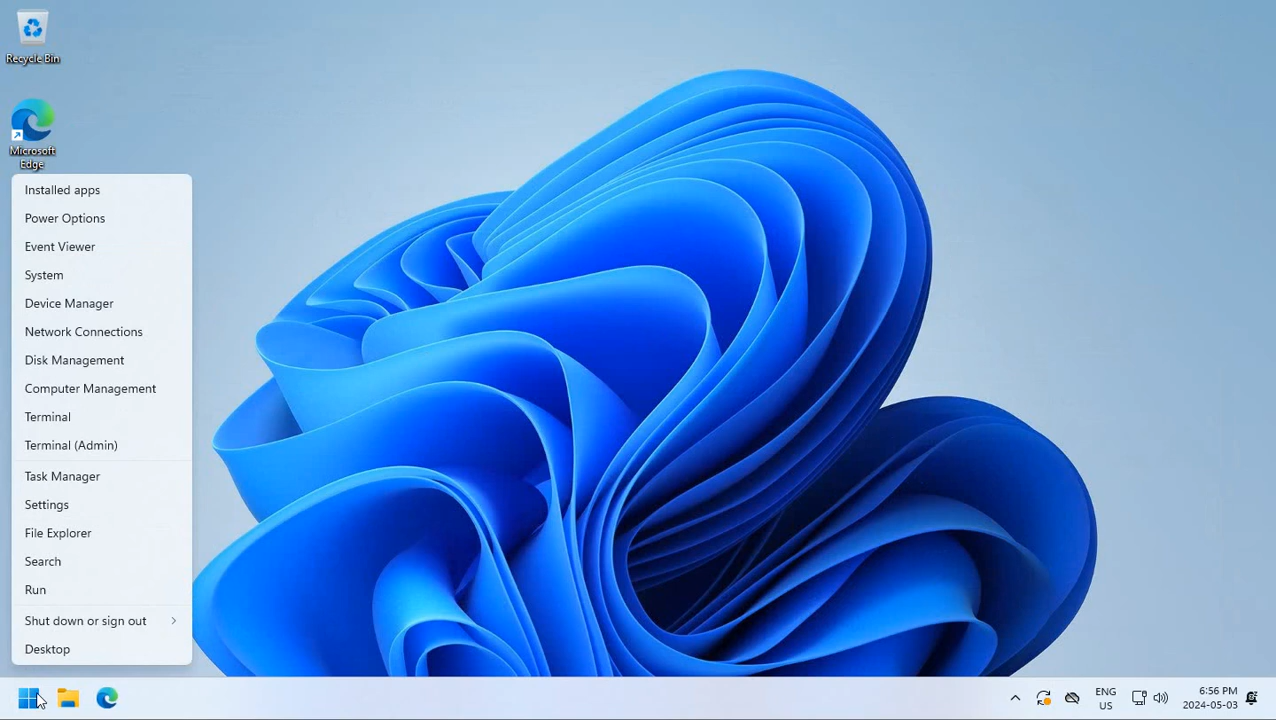 Recycle Bin
Microsoft
Edge
Installed apps
Power Options
Event Viewer
System
Device Manager
Network Connections
Disk Management
Computer Management
Terminal
Terminal (Admin)
Task Manager
Settings
File Explorer
Search
Run
Shut down or sign out
Desktop
ENG
US
6:56 PM
2024-05-03